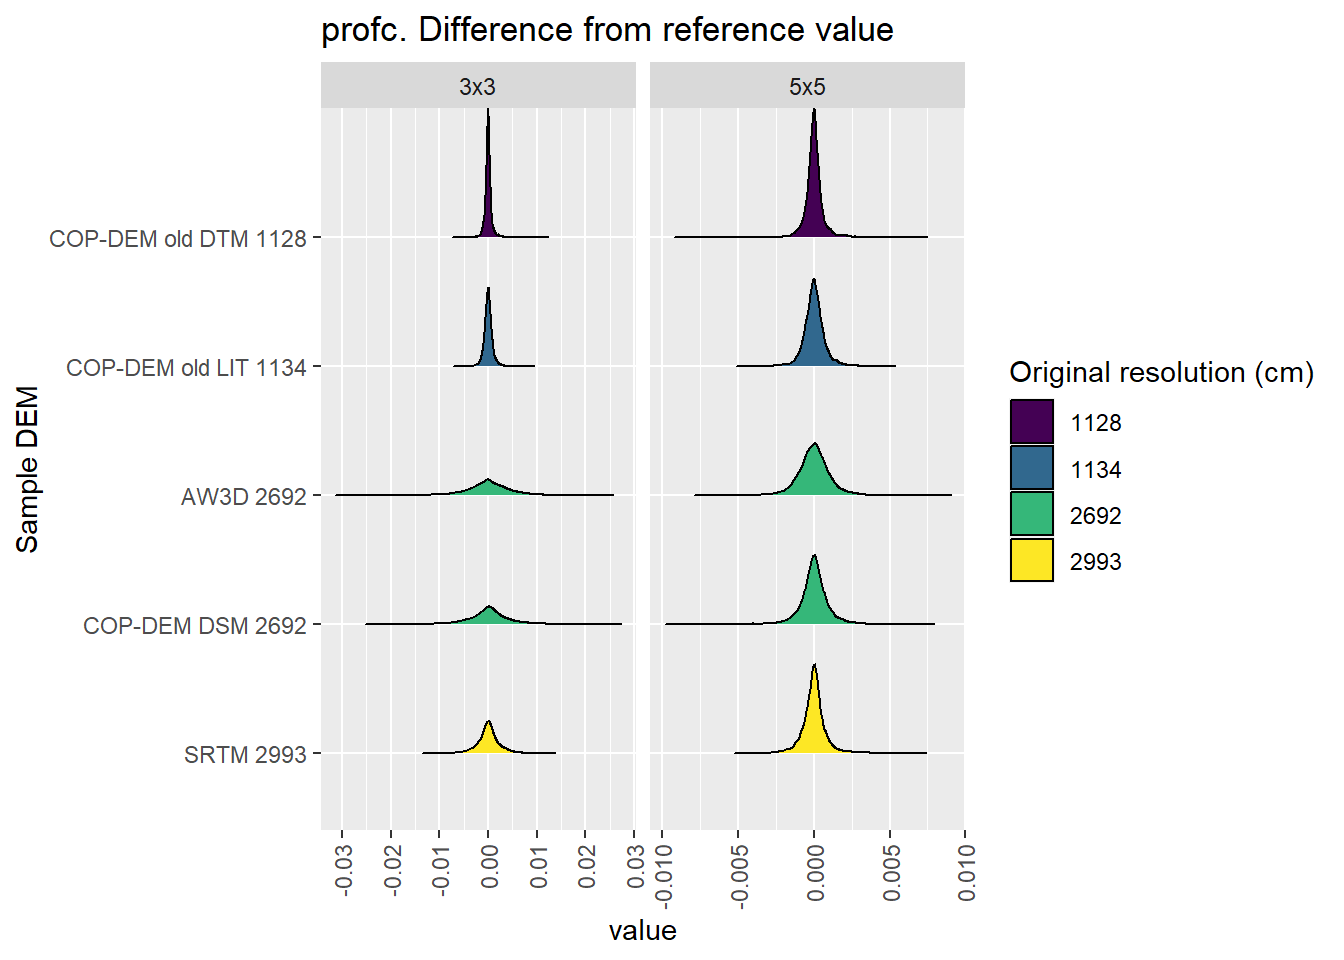 profc. Difference from reference value
3x3
5x5
Sample DEM
COP-DEM old DTM 1128
COP-DEM old LIT 1134
AW3D 2692
COP-DEM DSM 2692
SRTM 2993
-0.03
-0.02
-0.01
0.00
0.01
0.02
0.03
-0.010
-0.005
0.000
0.005
0.010
value
Original resolution (cm)
1128
1134
2692
2993